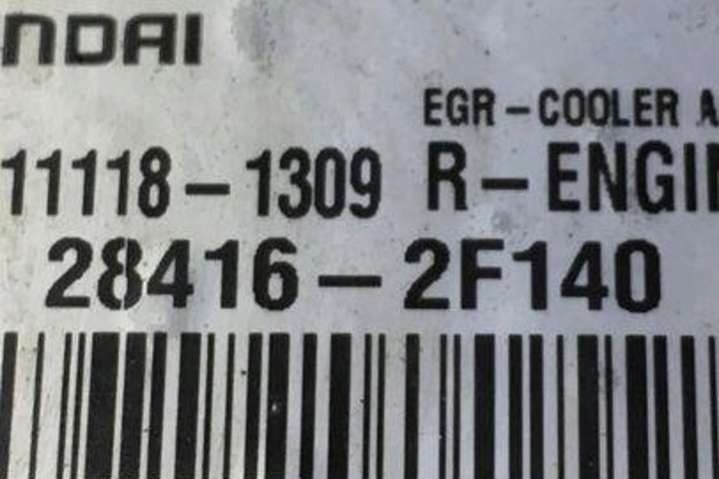 NDAI
EGR-COOLER A
11118-1309 R-ENGI
28416-2F140